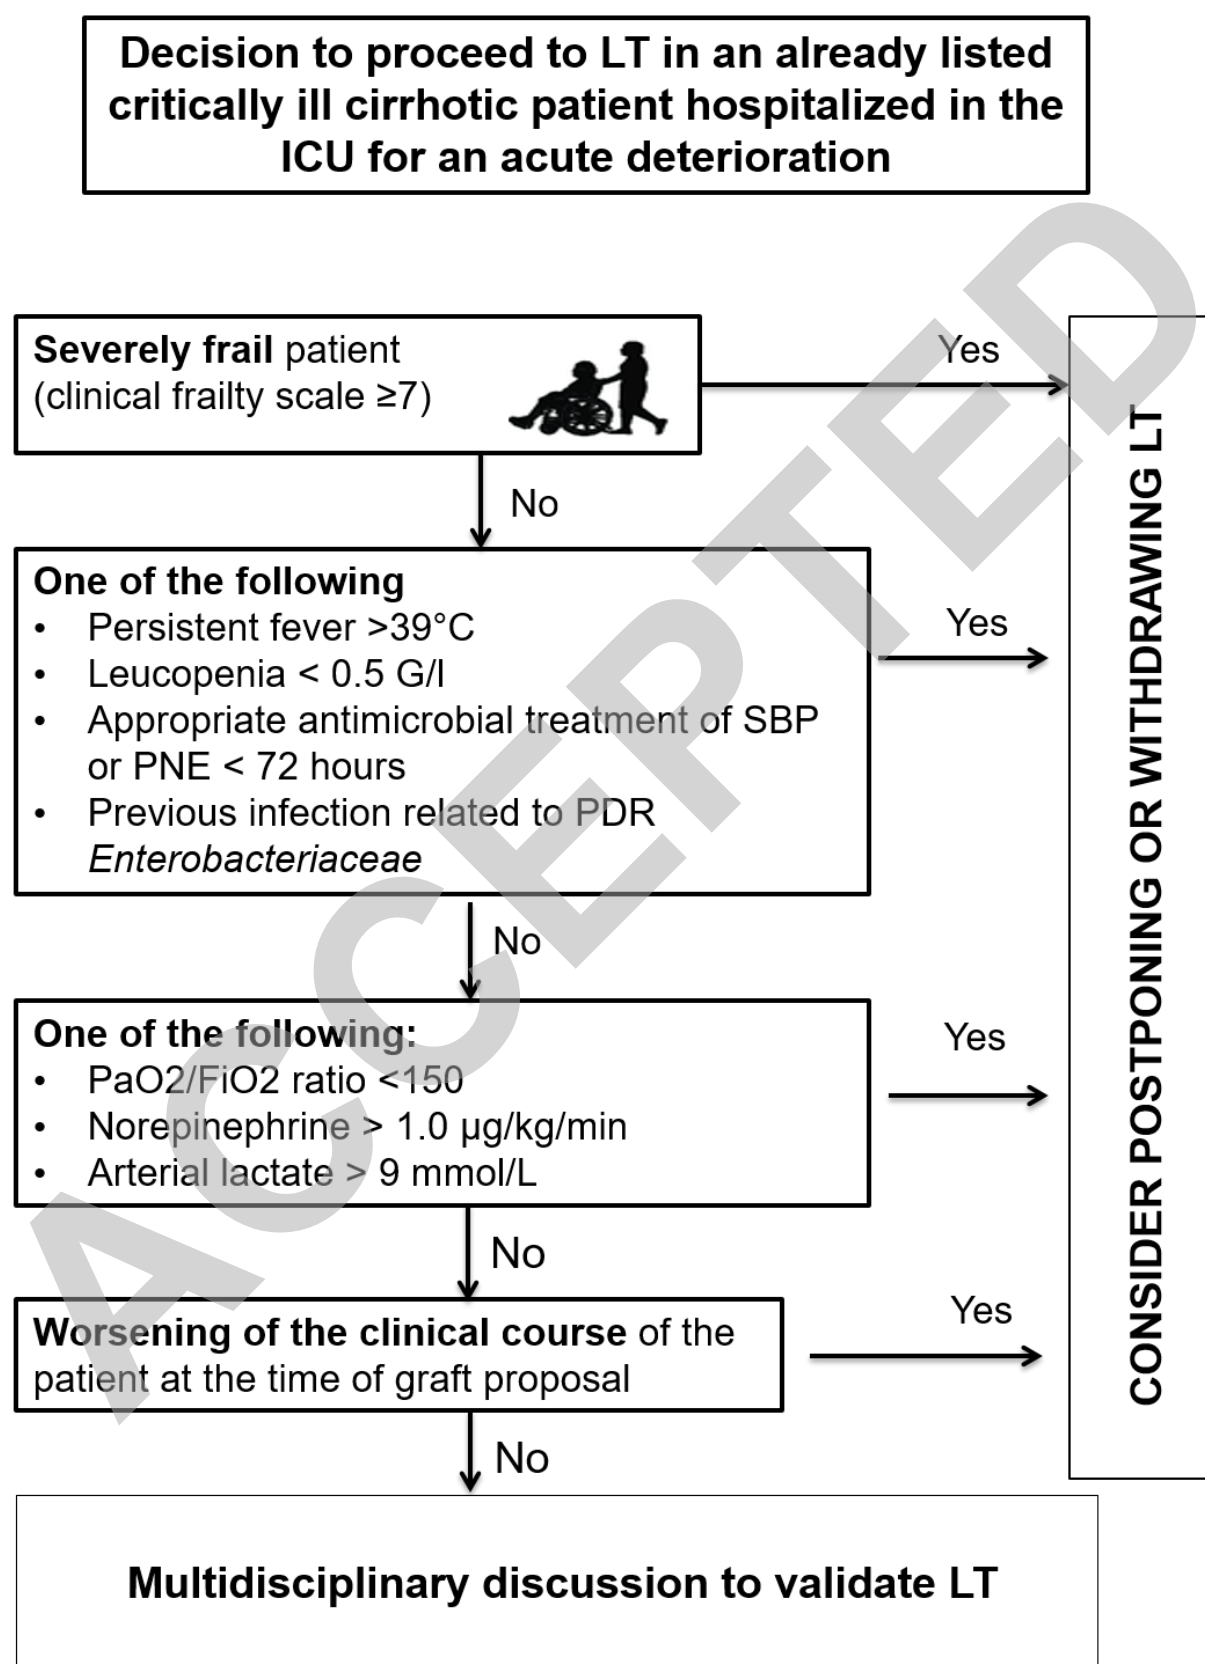 Decision to proceed to LT in an already listed
critically ill cirrhotic patient hospitalized in the
ICU for an acute deterioration
Severely frail patient
(clinical frailty scale ≥7)
Yes
No
One of the following
• Persistent fever >39°C
• Leucopenia < 0.5 G/l
• Appropriate antimicrobial treatment of SBP
or PNE < 72 hours
• Previous infection related to PDR
Enterobacteriaceae
Yes
No
One of the following:
• PaO2/FiO2 ratio <150
• Norepinephrine > 1.0 µg/kg/min
• Arterial lactate > 9 mmol/L
Yes
No
Worsening of the clinical course of the
patient at the time of graft proposal
Yes
No
Multidisciplinary discussion to validate LT
CONSIDER POSTPONING OR WITHDRAWING LT
ACCEPTED